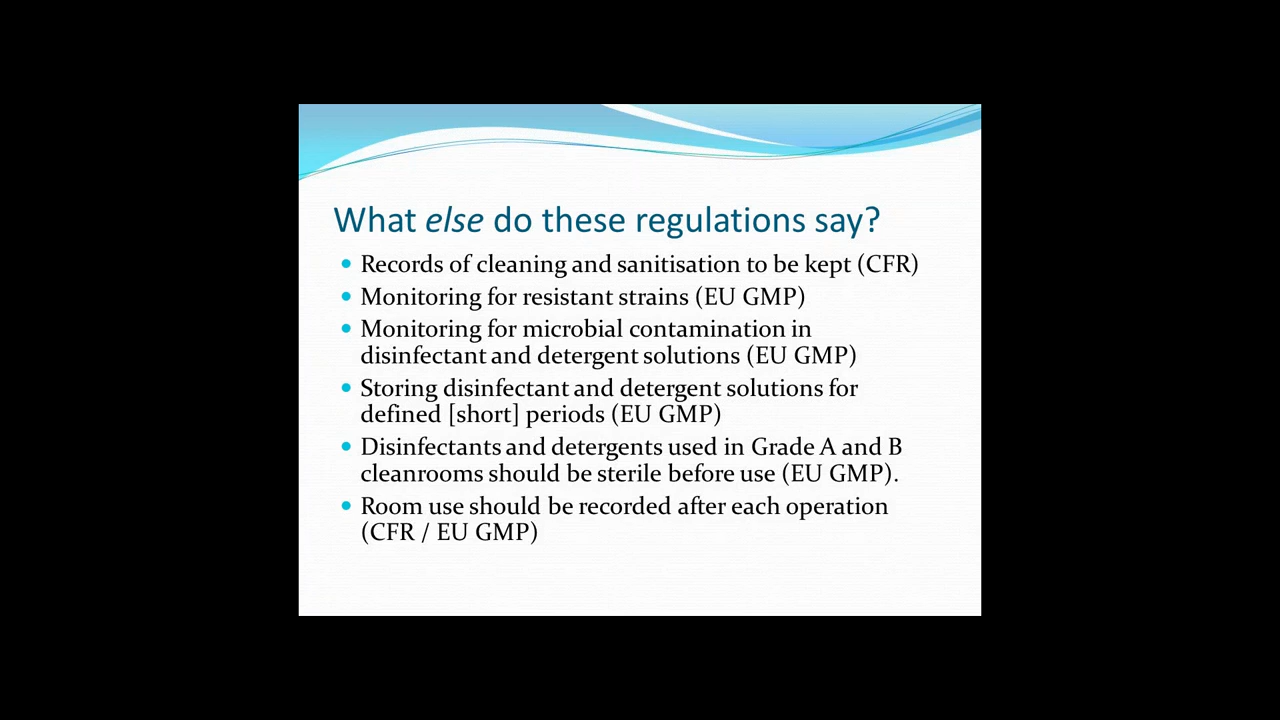 What else do these regulations say?
• Records of cleaning and sanitisation to be kept (CFR)
• Monitoring for resistant strains (EU GMP)
• Monitoring for microbial contamination in
disinfectant and detergent solutions (EU GMP)
• Storing disinfectant and detergent solutions for
defined [short] periods (EU GMP)
• Disinfectants and detergents used in Grade A and B
cleanrooms should be sterile before use (EU GMP).
• Room use should be recorded after each operation
(CFR / EU GMP)